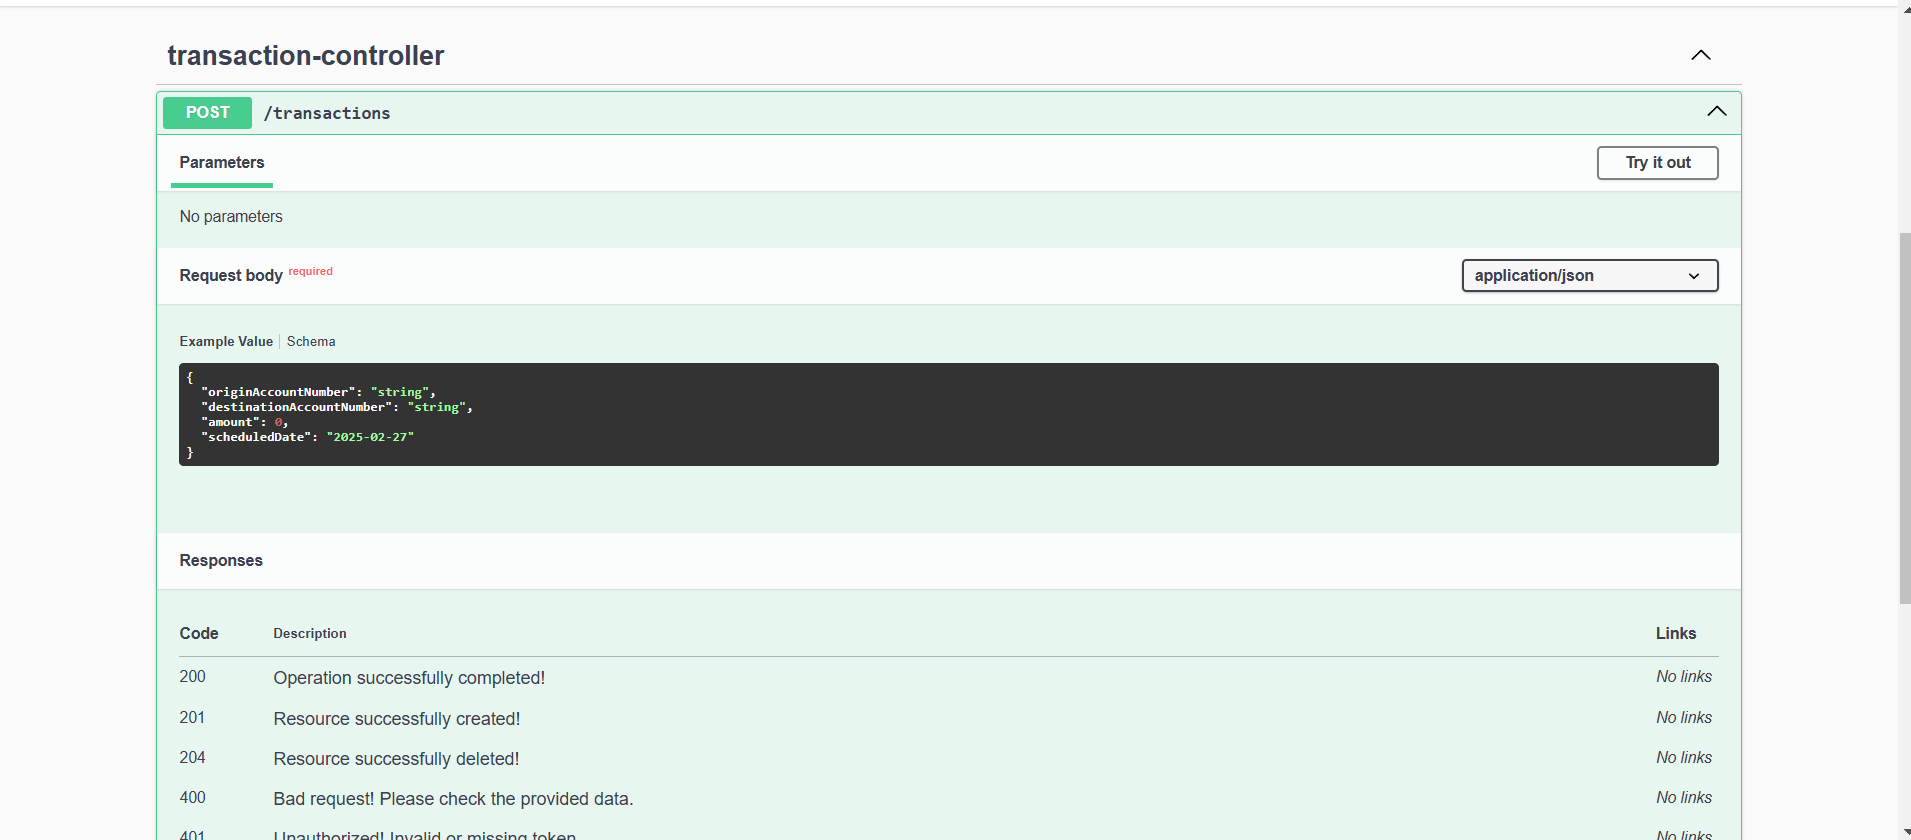 transaction-controller
POST /transactions
Parameters
Try it out
No parameters
Request body required
application/json
Example Value Schema
{
"originAccountNumber": "string",
"destinationAccountNumber": "string",
"amount": 0,
"scheduledDate": "2025-02-27"
}
Responses
Code Description Links
200 Operation successfully completed! No links
201 Resource successfully created! No links
204 Resource successfully deleted! No links
400 Bad request! Please check the provided data. No links
401 Unauthorized! Invalid or missing token. No links